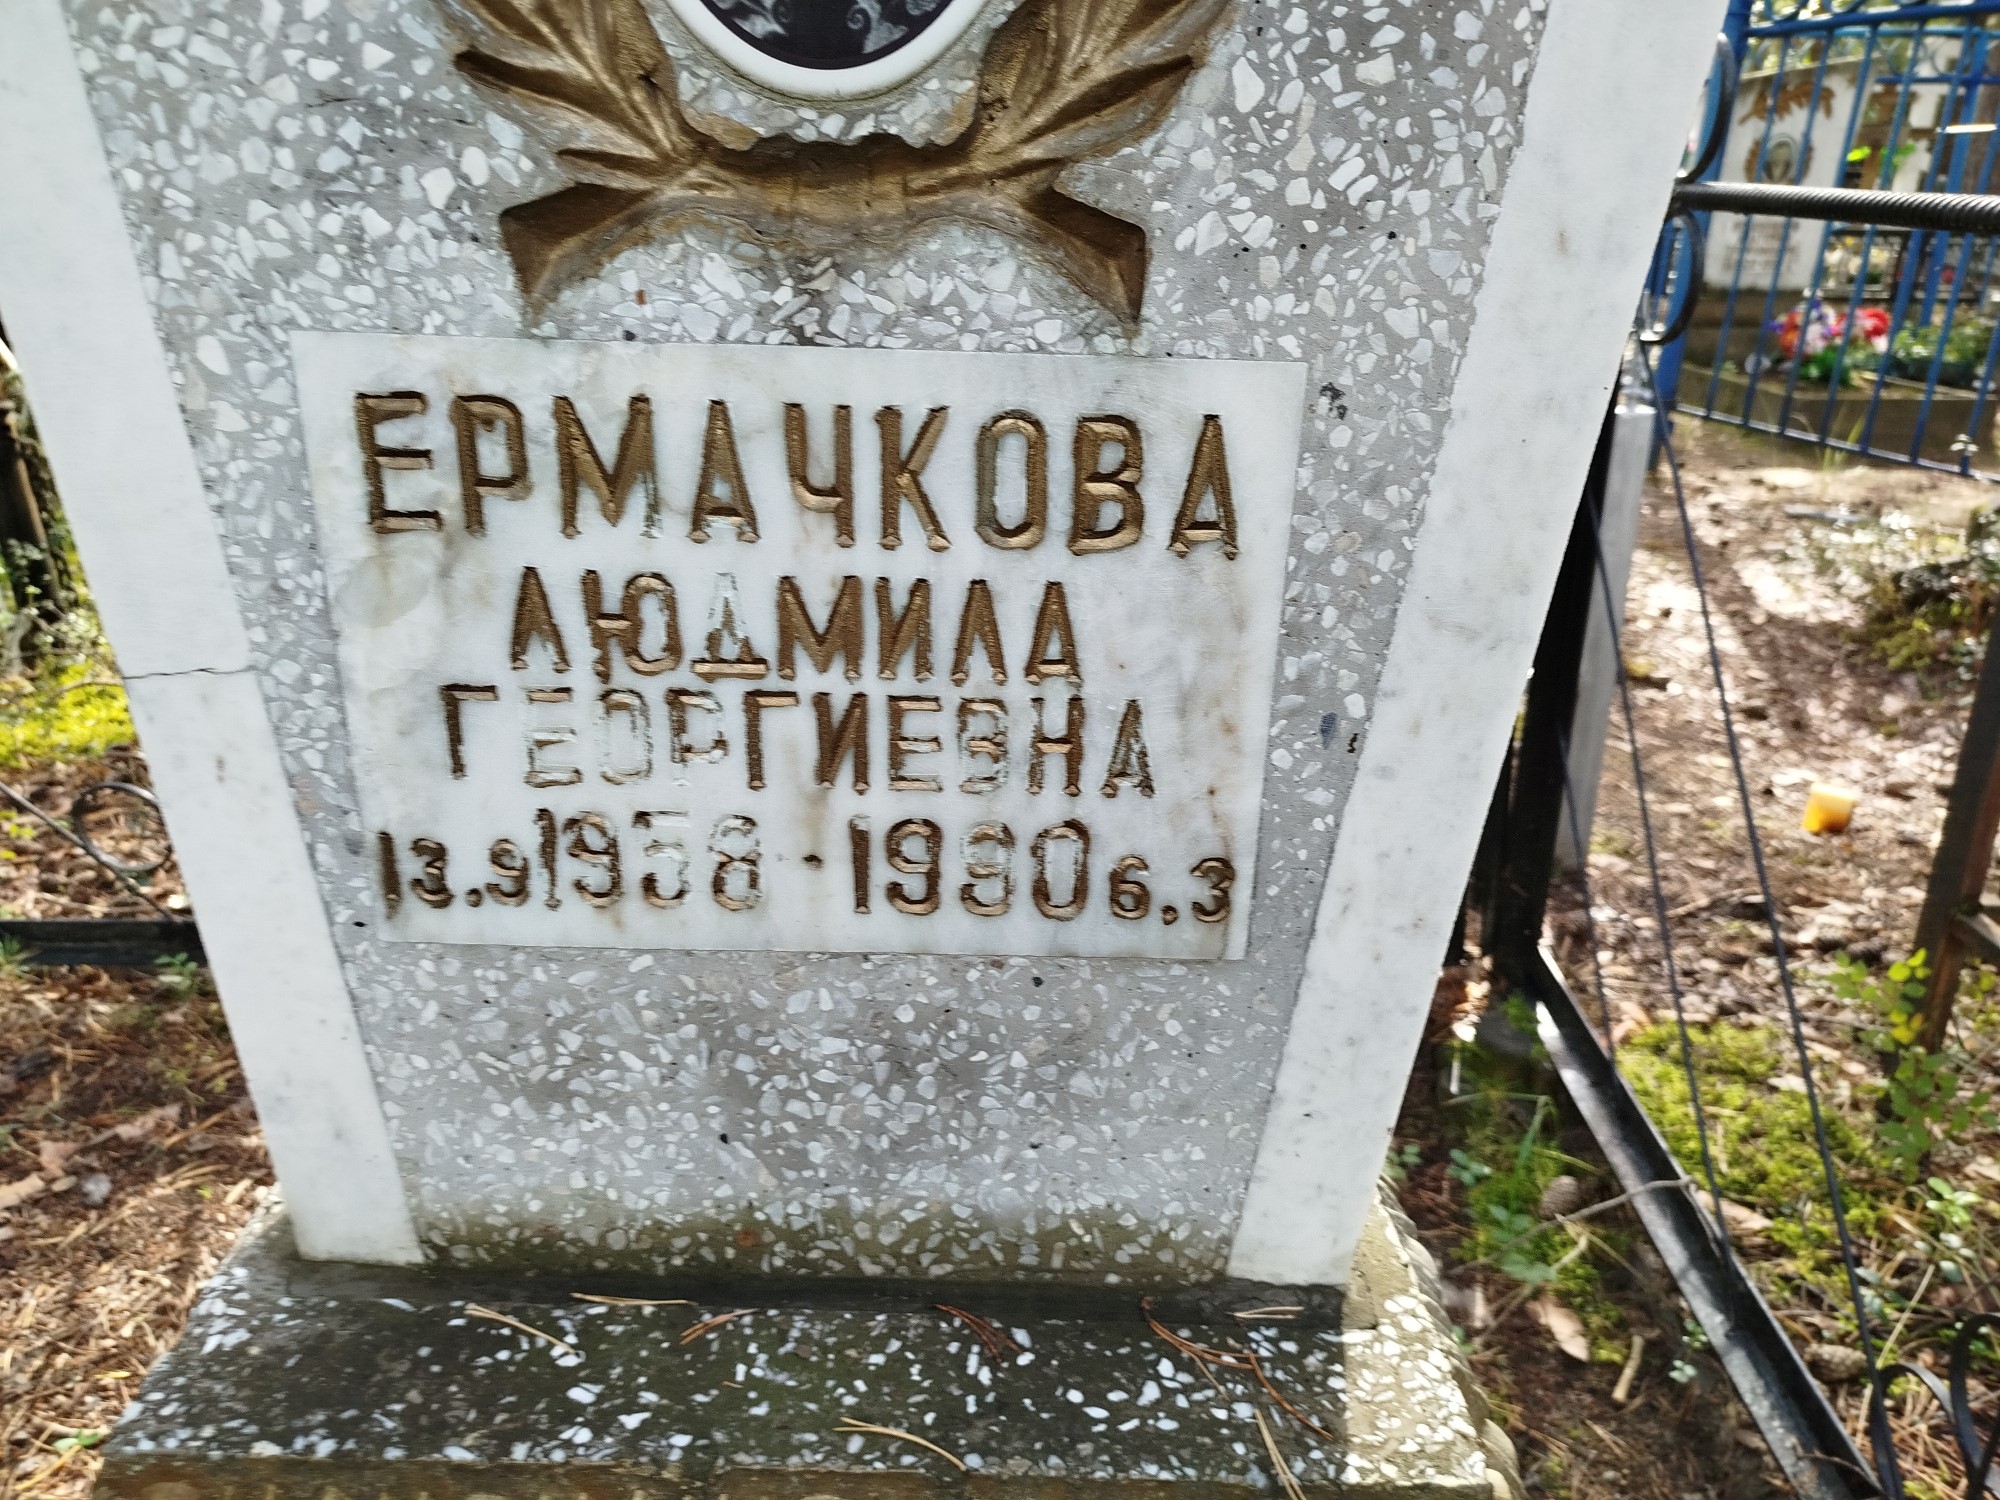 ЕРМАЧКОВА
ЛЮДМИЛА
ГЕОРГИЕВНА
13.9 1958 · 1990 6.3